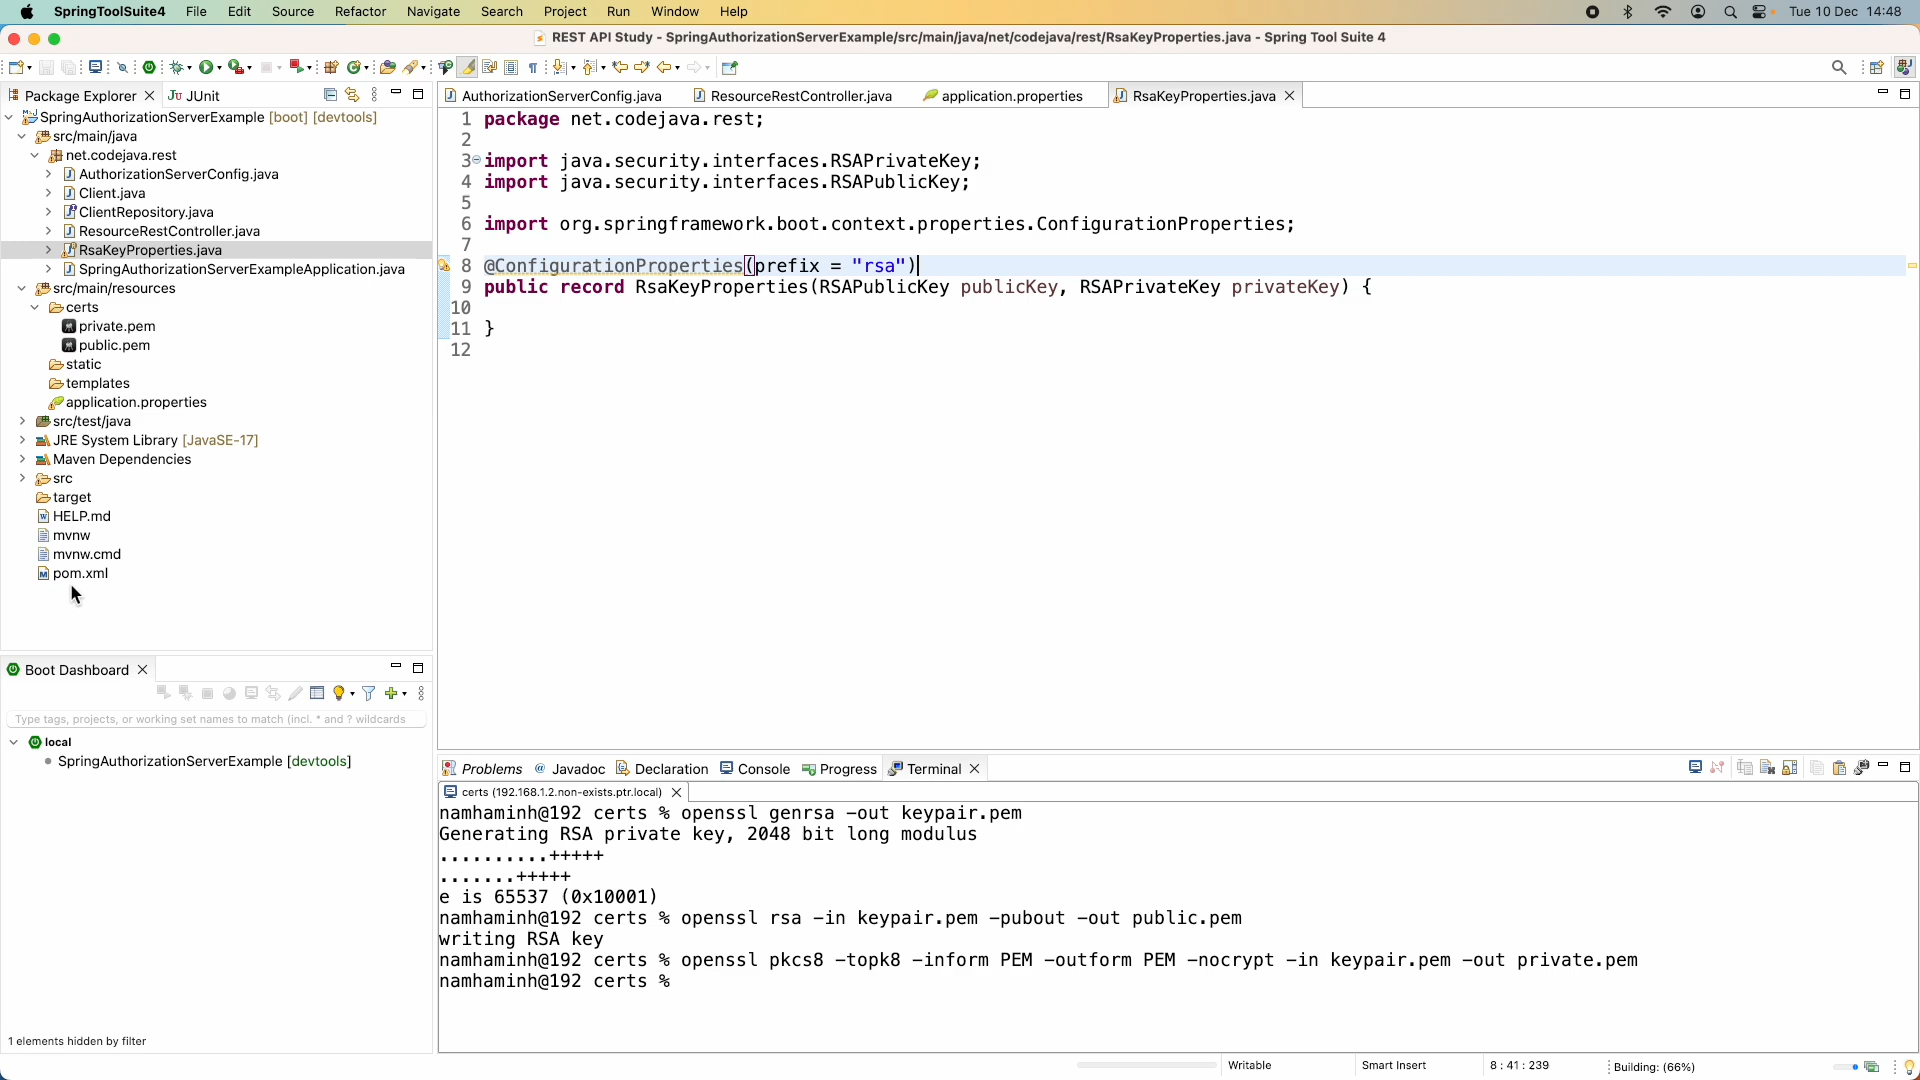 SpringToolSuite4 File Edit Source Refactor Navigate Search Project Run Window Help Tue 10 Dec 14:48
REST API Study - SpringAuthorizationServerExample/src/main/java/net/codejava/rest/RsaKeyProperties.java - Spring Tool Suite 4
Package Explorer JUnit
SpringAuthorizationServerExample [boot] [devtools]
src/main/java
net.codejava.rest
AuthorizationServerConfig.java
Client.java
ClientRepository.java
ResourceRestController.java
RsaKeyProperties.java
SpringAuthorizationServerExampleApplication.java
src/main/resources
certs
private.pem
public.pem
static
templates
application.properties
src/test/java
JRE System Library [JavaSE-17]
Maven Dependencies
src
target
HELP.md
mvnw
mvnw.cmd
pom.xml
Boot Dashboard
Type tags, projects, or working set names to match (incl. * and ? wildcards
local
SpringAuthorizationServerExample [devtools]
1 elements hidden by filter
AuthorizationServerConfig.java ResourceRestController.java application.properties RsaKeyProperties.java
1 package net.codejava.rest;
2
3 import java.security.interfaces.RSAPrivateKey;
4 import java.security.interfaces.RSAPublicKey;
5
6 import org.springframework.boot.context.properties.ConfigurationProperties;
7
8 @ConfigurationProperties(prefix = "rsa")
9 public record RsaKeyProperties(RSAPublicKey publicKey, RSAPrivateKey privateKey) {
10
11 }
12
Problems Javadoc Declaration Console Progress Terminal
certs (192.168.1.2.non-exists.ptr.local)
namhaminh@192 certs % openssl genrsa -out keypair.pem
Generating RSA private key, 2048 bit long modulus
..........+++++
.......+++++
e is 65537 (0x10001)
namhaminh@192 certs % openssl rsa -in keypair.pem -pubout -out public.pem
writing RSA key
namhaminh@192 certs % openssl pkcs8 -topk8 -inform PEM -outform PEM -nocrypt -in keypair.pem -out private.pem
namhaminh@192 certs %
Writable Smart Insert 8 : 41 : 239 Building: (66%)